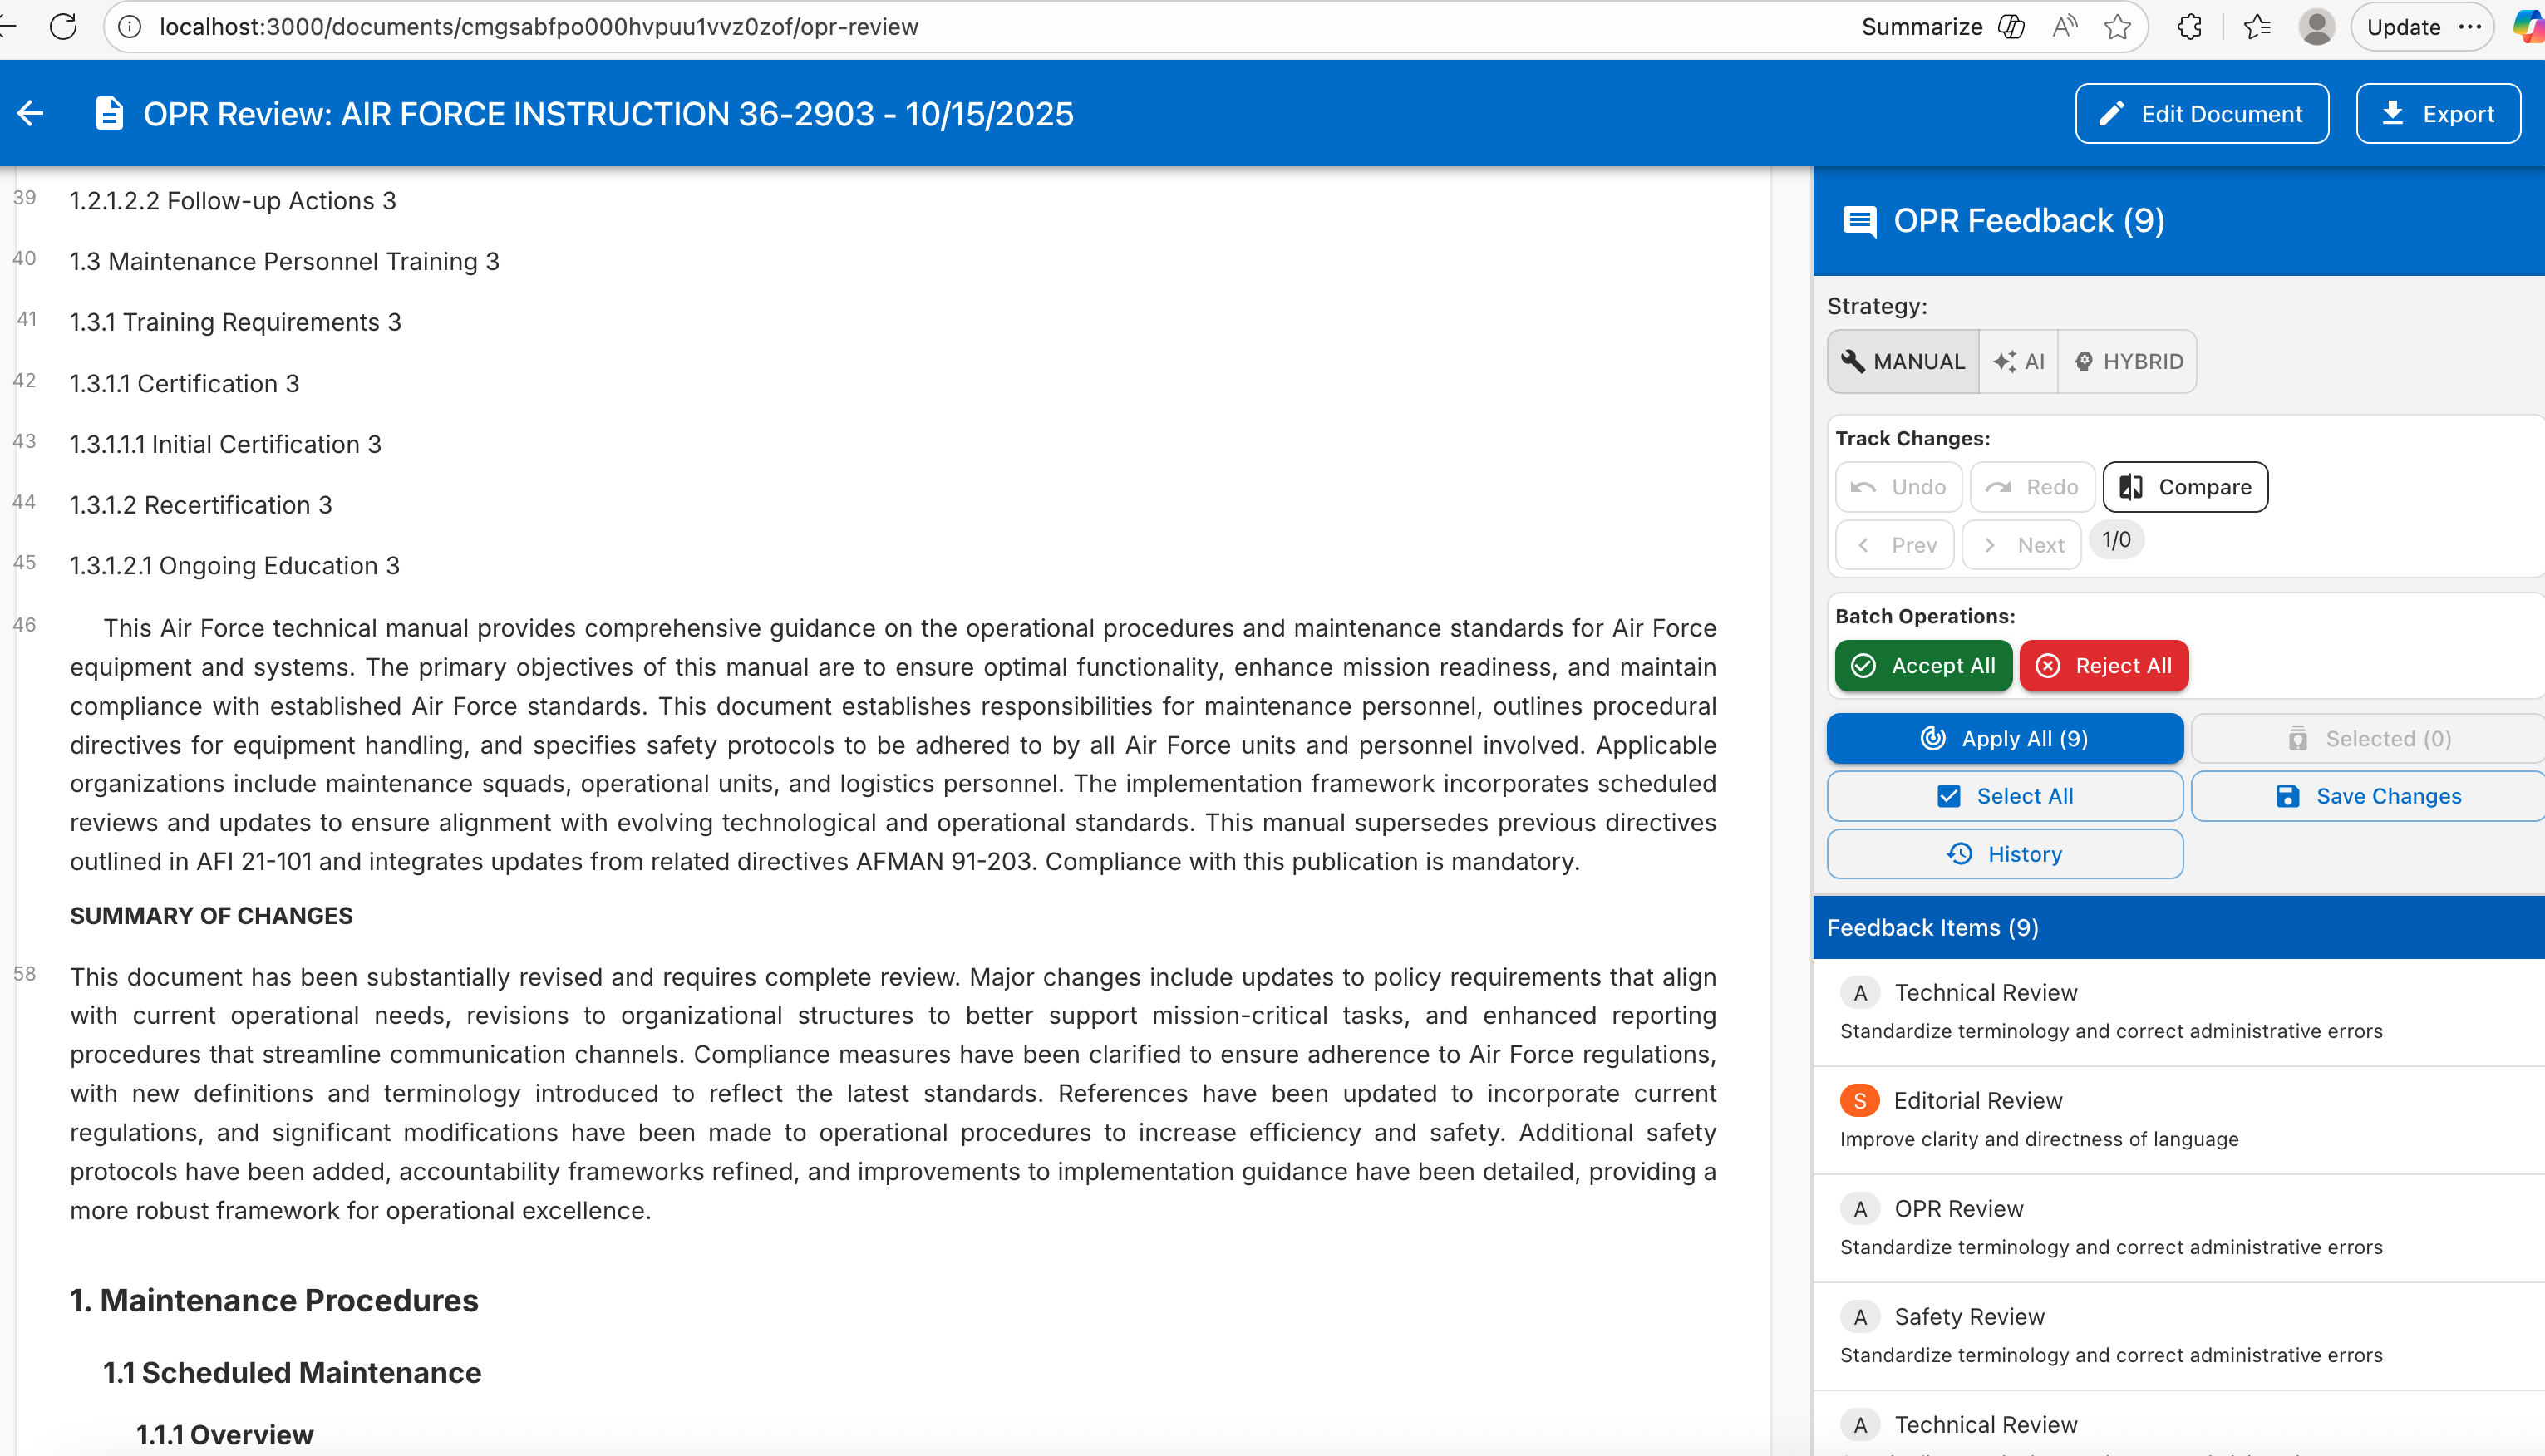 localhost:3000/documents/cmgsabfpo000hvpuu1vvz0zof/opr-review
Summarize
Update
OPR Review: AIR FORCE INSTRUCTION 36-2903 - 10/15/2025
Edit Document
Export
39 1.2.1.2.2 Follow-up Actions 3
40 1.3 Maintenance Personnel Training 3
41 1.3.1 Training Requirements 3
42 1.3.1.1 Certification 3
43 1.3.1.1.1 Initial Certification 3
44 1.3.1.2 Recertification 3
45 1.3.1.2.1 Ongoing Education 3
46 This Air Force technical manual provides comprehensive guidance on the operational procedures and maintenance standards for Air Force
equipment and systems. The primary objectives of this manual are to ensure optimal functionality, enhance mission readiness, and maintain
compliance with established Air Force standards. This document establishes responsibilities for maintenance personnel, outlines procedural
directives for equipment handling, and specifies safety protocols to be adhered to by all Air Force units and personnel involved. Applicable
organizations include maintenance squads, operational units, and logistics personnel. The implementation framework incorporates scheduled
reviews and updates to ensure alignment with evolving technological and operational standards. This manual supersedes previous directives
outlined in AFI 21-101 and integrates updates from related directives AFMAN 91-203. Compliance with this publication is mandatory.
SUMMARY OF CHANGES
58 This document has been substantially revised and requires complete review. Major changes include updates to policy requirements that align
with current operational needs, revisions to organizational structures to better support mission-critical tasks, and enhanced reporting
procedures that streamline communication channels. Compliance measures have been clarified to ensure adherence to Air Force regulations,
with new definitions and terminology introduced to reflect the latest standards. References have been updated to incorporate current
regulations, and significant modifications have been made to operational procedures to increase efficiency and safety. Additional safety
protocols have been added, accountability frameworks refined, and improvements to implementation guidance have been detailed, providing a
more robust framework for operational excellence.
1. Maintenance Procedures
1.1 Scheduled Maintenance
1.1.1 Overview
OPR Feedback (9)
Strategy:
MANUAL
AI
HYBRID
Track Changes:
Undo
Redo
Compare
Prev
Next
1/0
Batch Operations:
Accept All
Reject All
Apply All (9)
Selected (0)
Select All
Save Changes
History
Feedback Items (9)
A Technical Review
Standardize terminology and correct administrative errors
S Editorial Review
Improve clarity and directness of language
A OPR Review
Standardize terminology and correct administrative errors
A Safety Review
Standardize terminology and correct administrative errors
A Technical Review